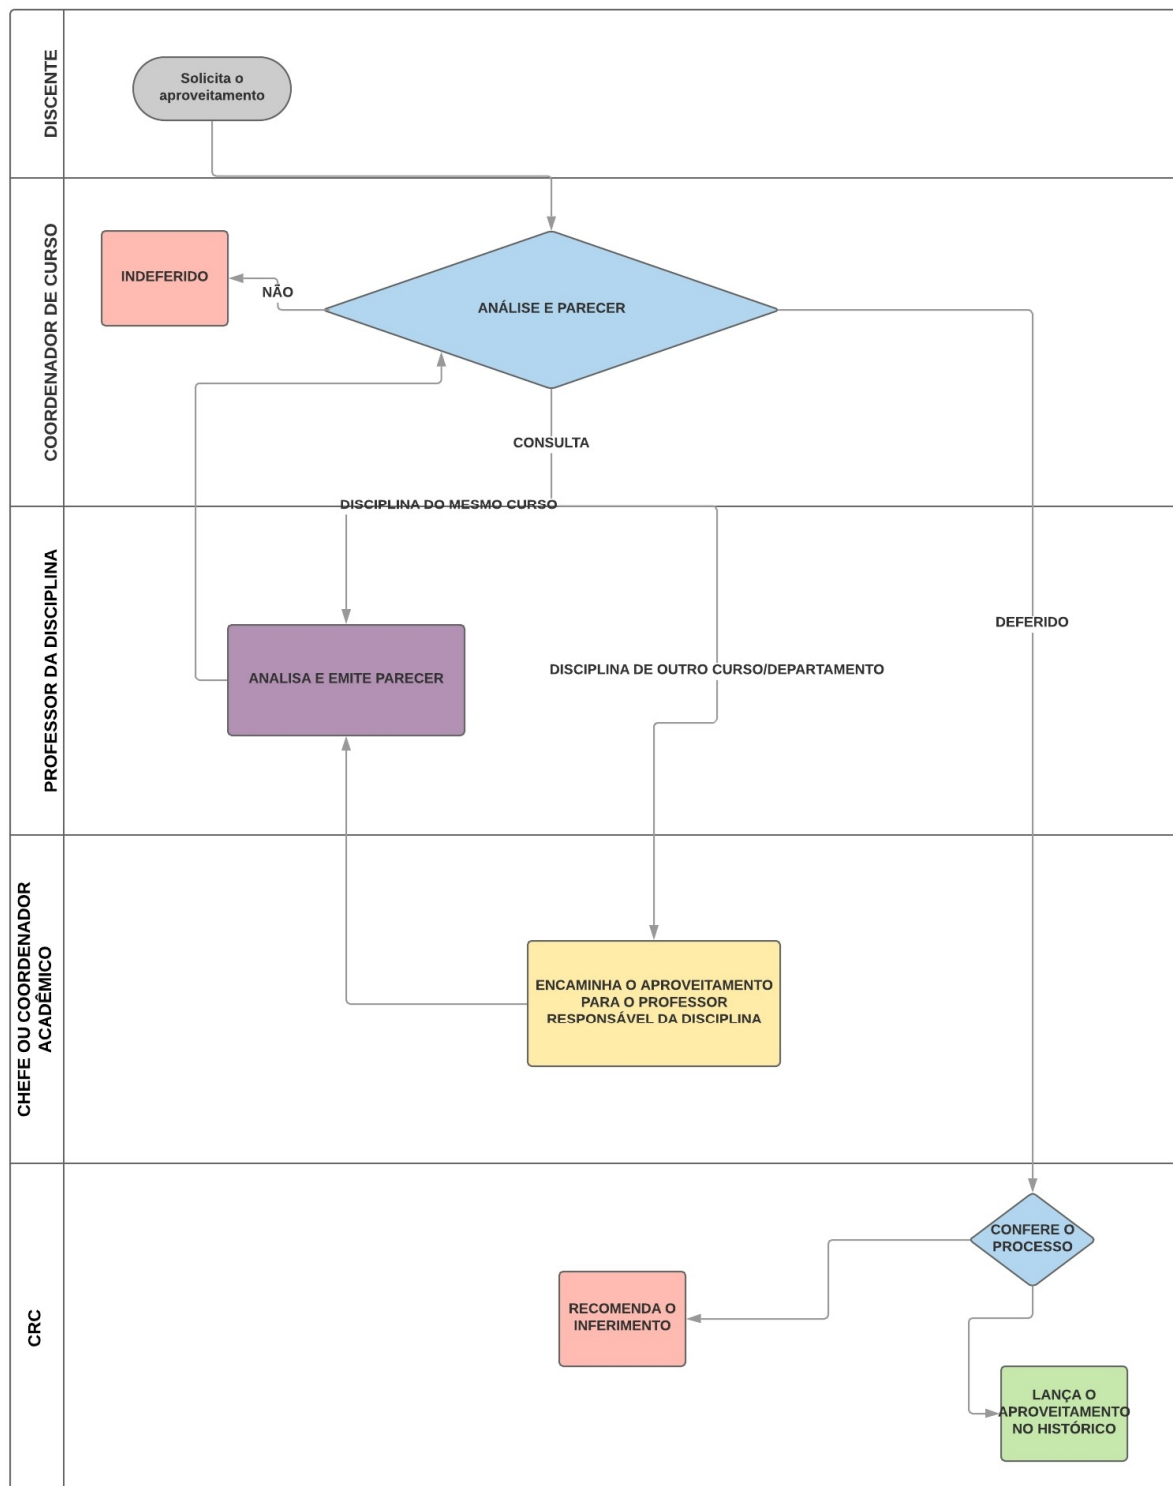 DISCENTE
Solicita o
aproveitamento
COORDENADOR DE CURSO
INDEFERIDO
NÃO
ANÁLISE E PARECER
CONSULTA
DISCIPLINA DO MESMO CURSO
PROFESSOR DA DISCIPLINA
DEFERIDO
DISCIPLINA DE OUTRO CURSO/DEPARTAMENTO
ANALISA E EMITE PARECER
CHEFE OU COORDENADOR
ACADÊMICO
ENCAMINHA O APROVEITAMENTO
PARA O PROFESSOR
RESPONSÁVEL DA DISCIPLINA
CRC
CONFERE O
PROCESSO
RECOMENDA O
INFERIMENTO
LANÇA O
APROVEITAMENTO
NO HISTÓRICO